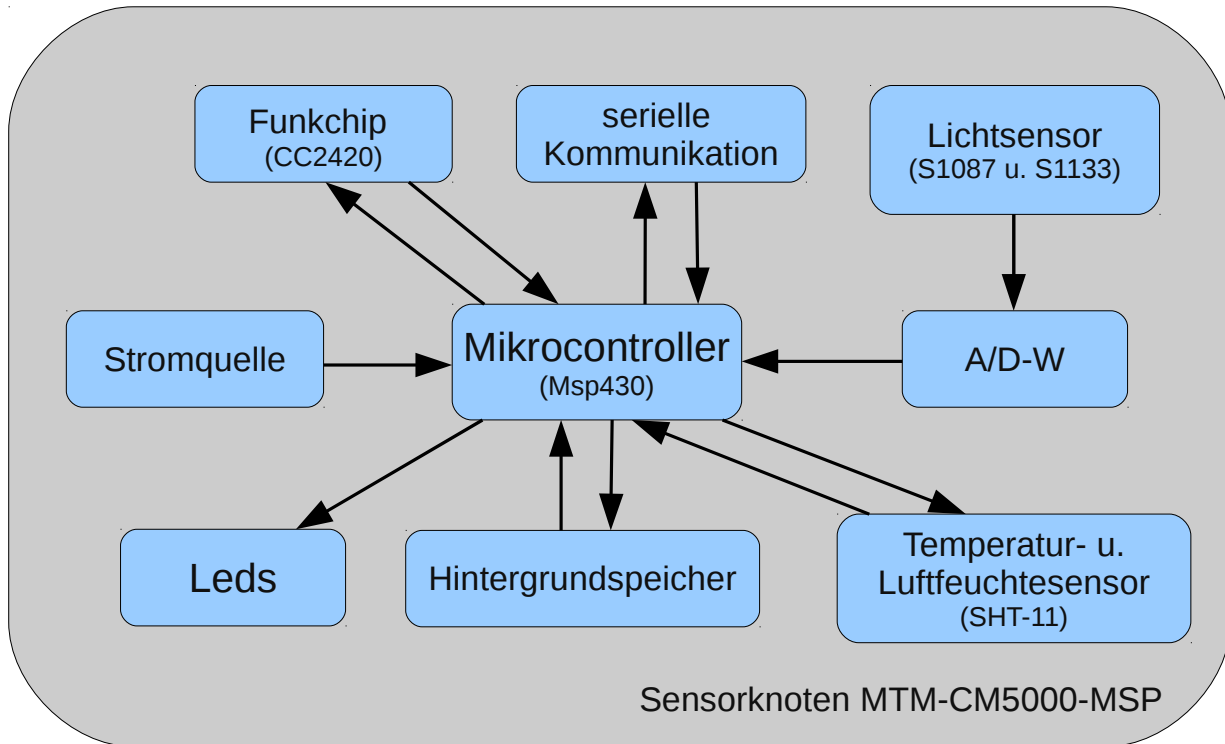 Funkchip
(CC2420)
serielle
Kommunikation
Lichtsensor
(S1087 u. S1133)
Stromquelle
Mikrocontroller
(Msp430)
A/D-W
Leds
Hintergrundspeicher
Temperatur- u.
Luftfeuchtesensor
(SHT-11)
Sensorknoten MTM-CM5000-MSP